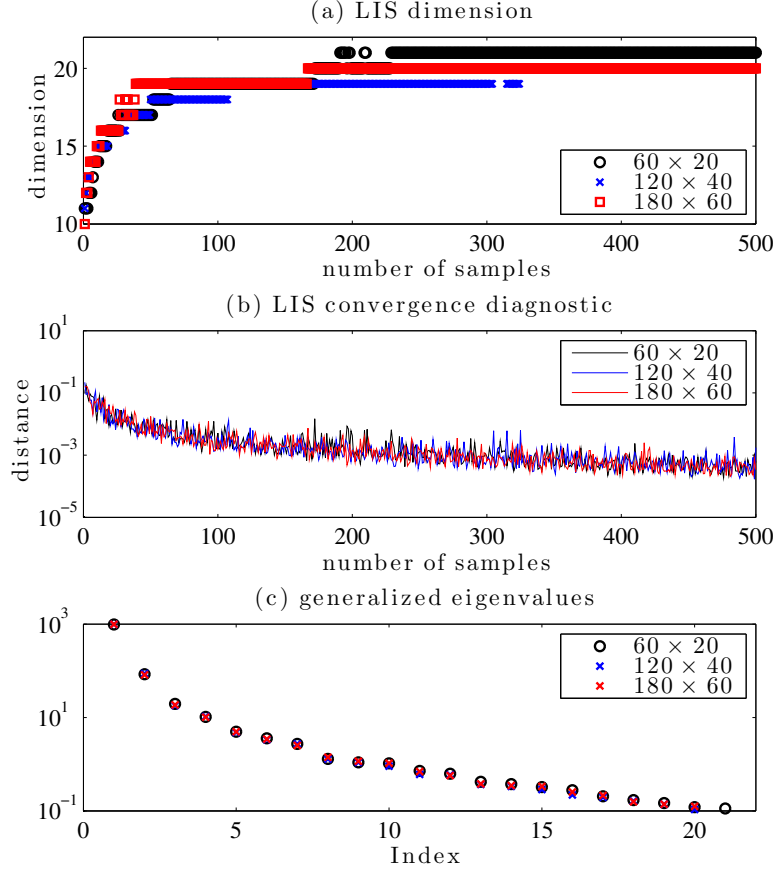 (a) LIS dimension
20
15
10
dimension
60 × 20
120 × 40
180 × 60
0
100
200
300
400
500
number of samples
(b) LIS convergence diagnostic
10^1
10^-1
10^-3
10^-5
distance
60 × 20
120 × 40
180 × 60
0
100
200
300
400
500
number of samples
(c) generalized eigenvalues
10^3
10^1
10^-1
60 × 20
120 × 40
180 × 60
0
5
10
15
20
Index